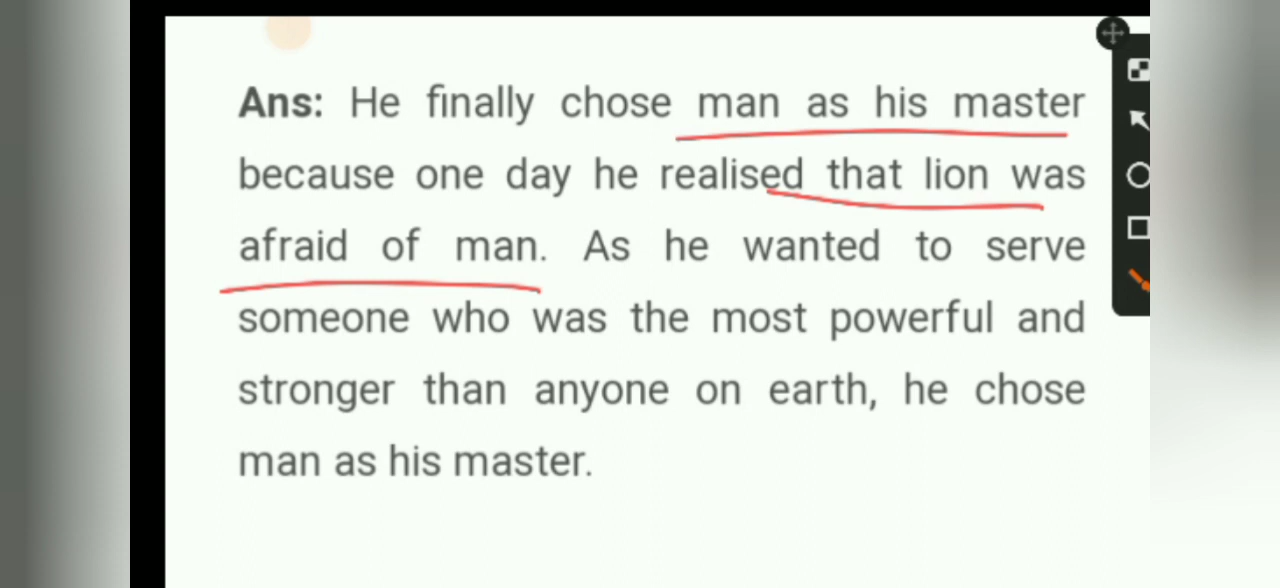 Ans: He finally chose man as his master
because one day he realised that lion was
afraid of man. As he wanted to serve
someone who was the most powerful and
stronger than anyone on earth, he chose
man as his master.